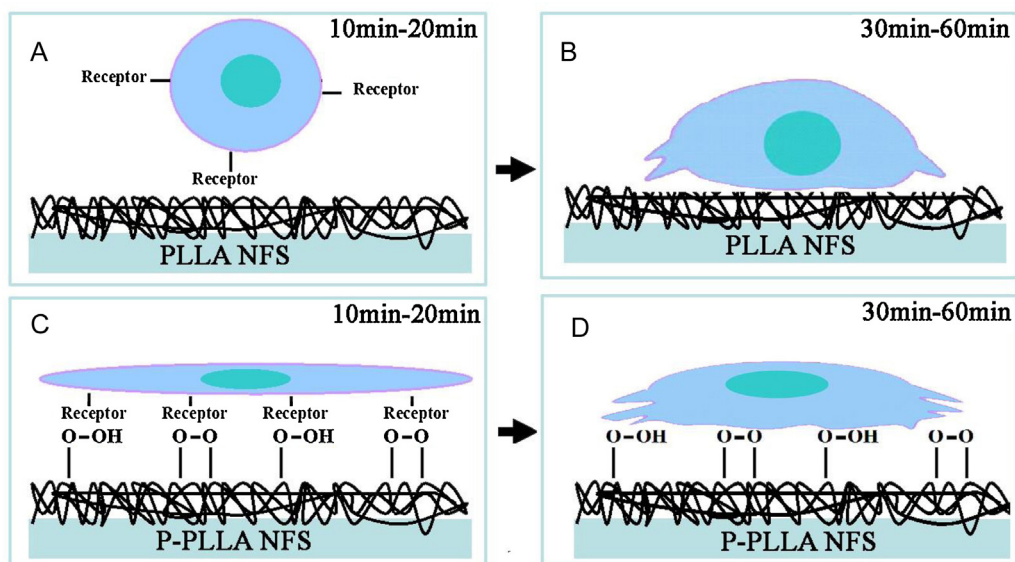 A
10min-20min
Receptor
Receptor
Receptor
PLLA NFS
B
30min-60min
PLLA NFS
C
10min-20min
Receptor Receptor Receptor Receptor
O-OH O-O O-OH O-O
P-PLLA NFS
D
30min-60min
O-OH O-O O-OH O-O
P-PLLA NFS